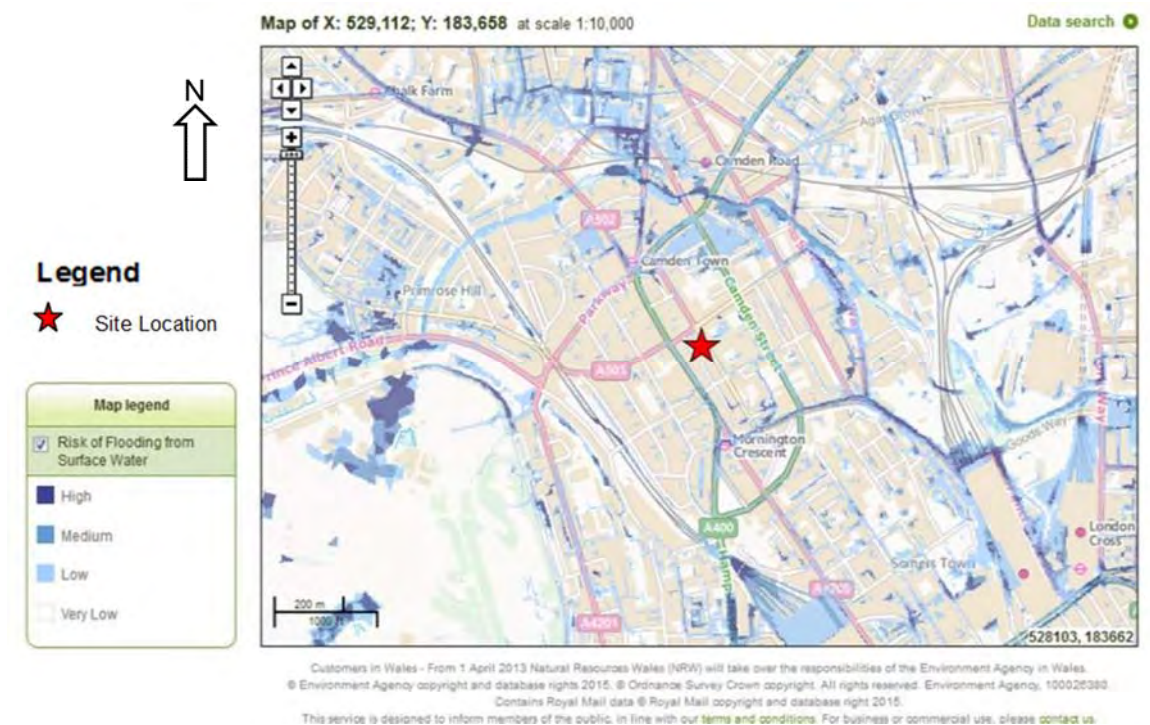 Map of X: 529,112; Y: 183,658 at scale 1:10,000
Data search
N
Chalk Farm
Agar Grove
Camden Road
A502
Camden Town
Legend
Site Location
Primrose Hill
Parkway
Camden Street
Prince Albert Road
A503
Map legend
Risk of Flooding from
Surface Water
High
Medium
Low
Very Low
Mornington
Crescent
Goods Way
A400
London
Cross
Somers Town
200 m
1000 ft
A4201
528103, 183662
Customers in Wales - From 1 April 2013 Natural Resources Wales (NRW) will take over the responsibilities of the Environment Agency in Wales.
© Environment Agency copyright and database rights 2015. © Ordnance Survey Crown copyright. All rights reserved. Environment Agency, 100026380.
Contains Royal Mail data © Royal Mail copyright and database right 2015.
This service is designed to inform members of the public, in line with our terms and conditions. For business or commercial use, please contact us.